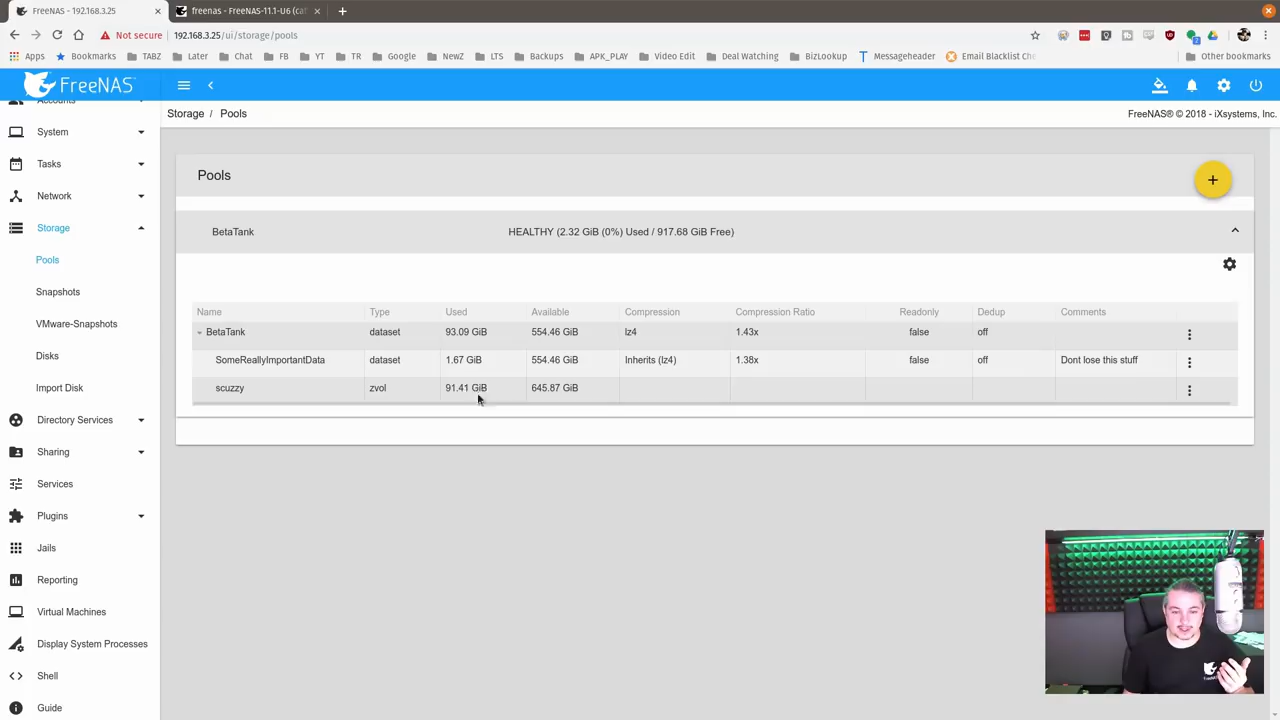 FreeNAS - 192.168.3.25
freenas - FreeNAS-11.1-U6 (ca
Not secure
192.168.3.25/ui/storage/pools
Apps
Bookmarks
TABZ
Later
Chat
FB
YT
TR
Google
NewZ
LTS
Backups
APK_PLAY
Video Edit
Deal Watching
BizLookup
Messageheader
Email Blacklist Che
Other bookmarks
FreeNAS
Storage / Pools
FreeNAS® © 2018 - iXsystems, Inc.
Accounts
System
Tasks
Network
Storage
Pools
Snapshots
VMware-Snapshots
Disks
Import Disk
Directory Services
Sharing
Services
Plugins
Jails
Reporting
Virtual Machines
Display System Processes
Shell
Guide
Pools
BetaTank HEALTHY (2.32 GiB (0%) Used / 917.68 GiB Free)
Name Type Used Available Compression Compression Ratio Readonly Dedup Comments
BetaTank dataset 93.09 GiB 554.46 GiB lz4 1.43x false off
SomeReallyImportantData dataset 1.67 GiB 554.46 GiB Inherits (lz4) 1.38x false off Dont lose this stuff
scuzzy zvol 91.41 GiB 645.87 GiB